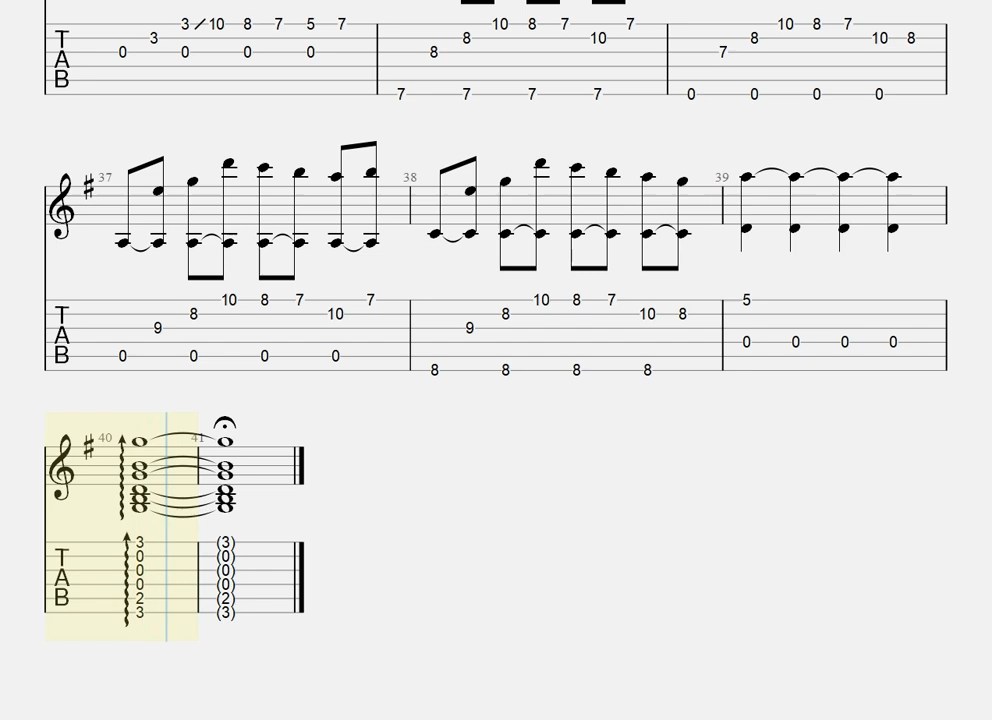 3 10 8 7 5 7 10 8 7 7 10 8 7
T 3 8 10 8 10 8
A 0 0 0 0 8 7
B
7 7 7 7 0 0 0 0
37 38 39
10 8 7 7 10 8 7 5
T 8 10 8 10 8
A 9 9
0 0 0 0
B 0 0 0 0
8 8 8 8
40 41
3 (3)
T 0 (0)
A 0 (0)
0 (0)
B 2 (2)
3 (3)